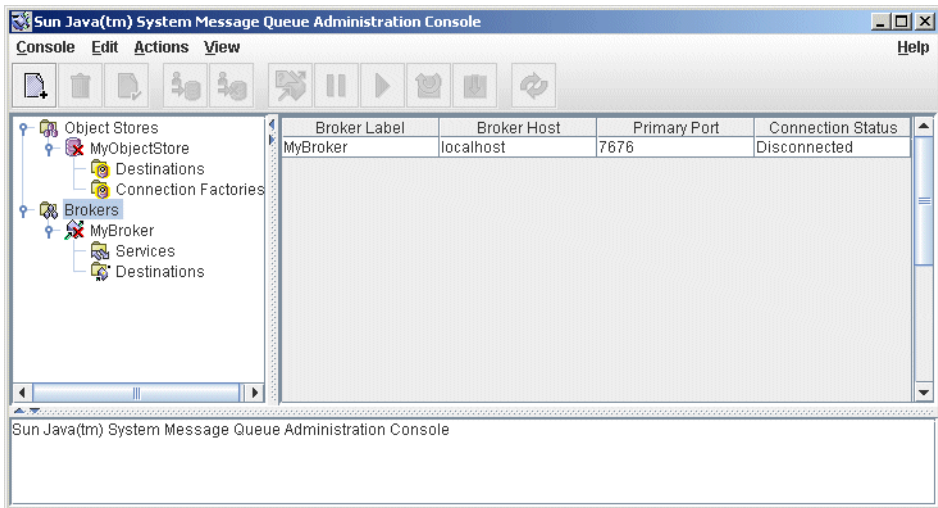 Sun Java(tm) System Message Queue Administration Console
Console Edit Actions View Help
Object Stores
MyObjectStore
Destinations
Connection Factories
Brokers
MyBroker
Services
Destinations
Broker Label Broker Host Primary Port Connection Status
MyBroker localhost 7676 Disconnected
Sun Java(tm) System Message Queue Administration Console